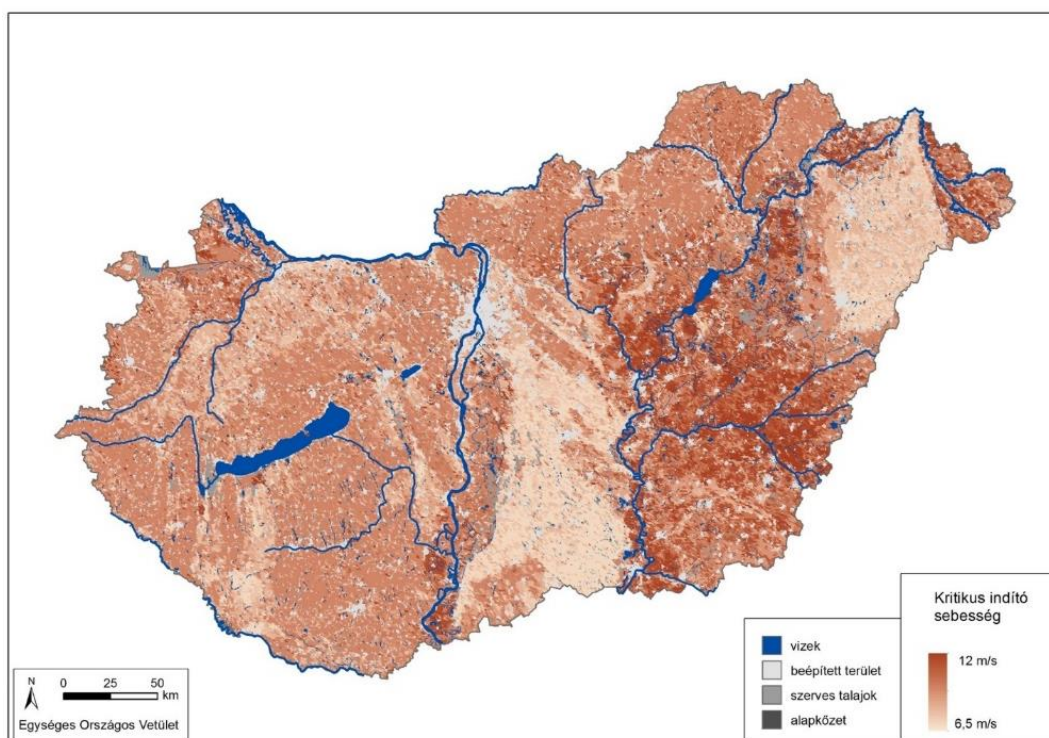 N
0 25 50
km
Egységes Országos Vetület
vizek
beépített terület
szerves talajok
alapkőzet
Kritikus indító
sebesség
12 m/s
6,5 m/s